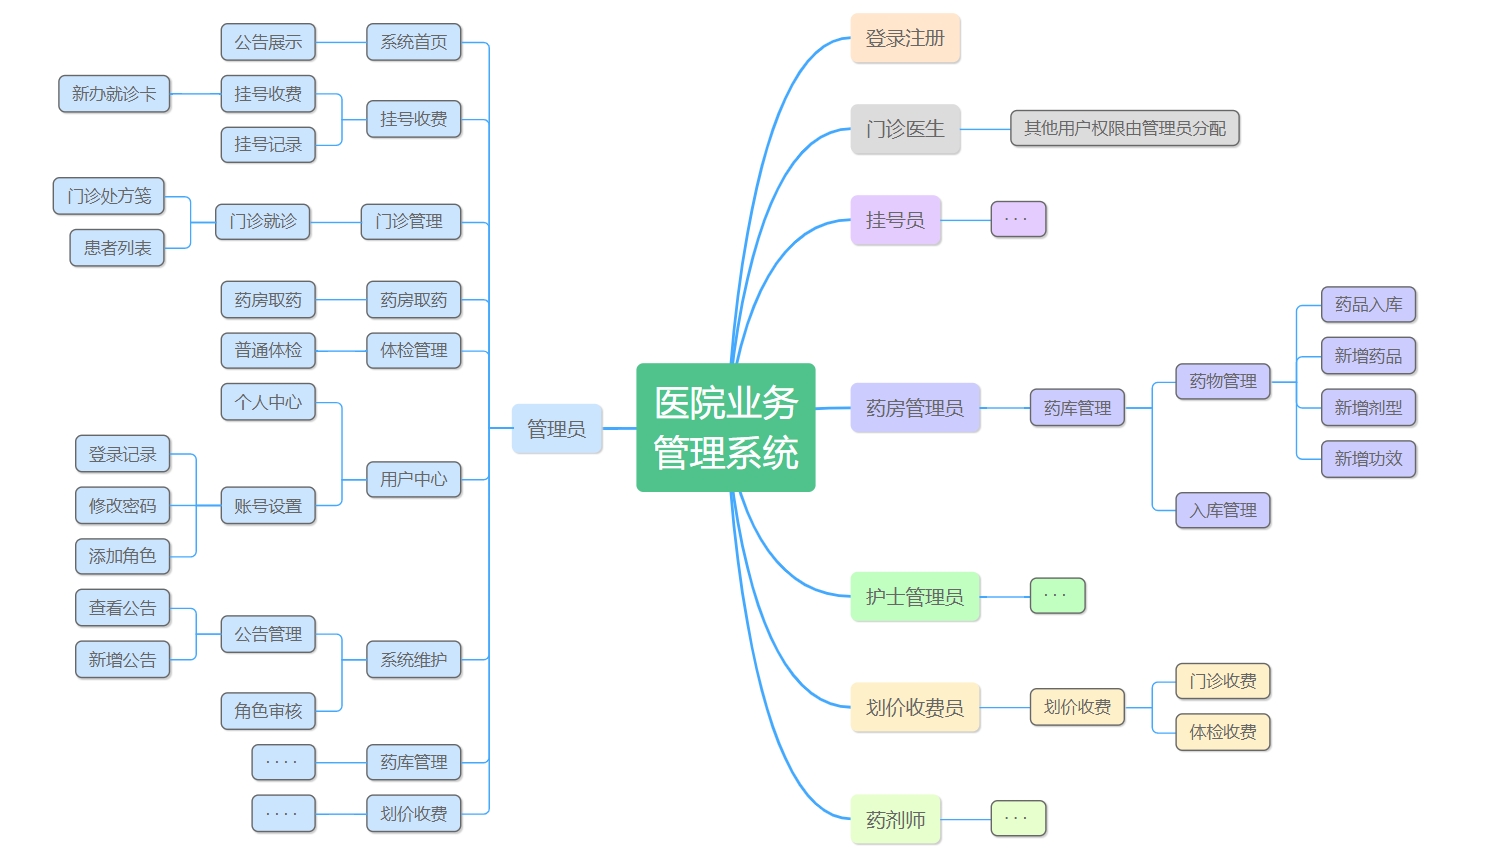 医院业务
管理系统
登录注册
门诊医生
其他用户权限由管理员分配
挂号员
···
药房管理员
药库管理
药物管理
药品入库
新增药品
新增剂型
新增功效
入库管理
护士管理员
···
划价收费员
划价收费
门诊收费
体检收费
药剂师
···
管理员
系统首页
公告展示
挂号收费
挂号收费
新办就诊卡
挂号记录
门诊管理
门诊就诊
门诊处方笺
患者列表
药房取药
药房取药
体检管理
普通体检
用户中心
个人中心
账号设置
登录记录
修改密码
添加角色
系统维护
公告管理
查看公告
新增公告
角色审核
药库管理
····
划价收费
····